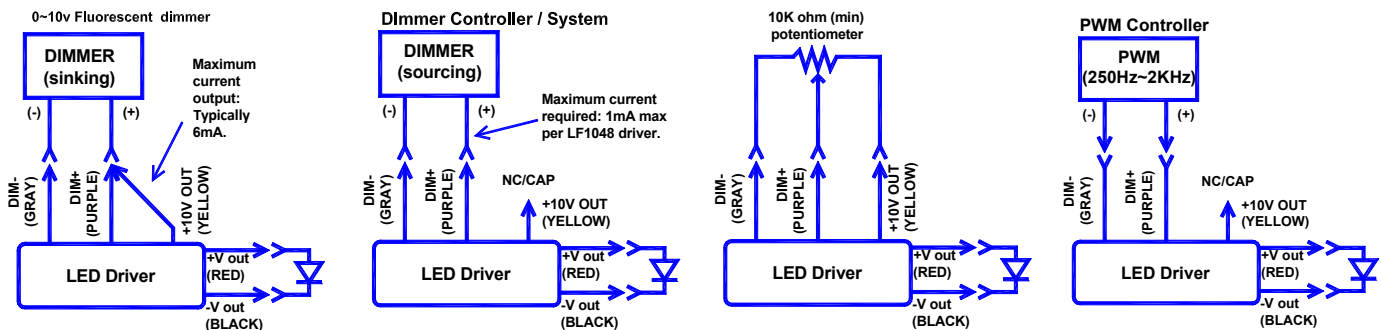 0~10v Fluorescent dimmer
DIMMER
(sinking)
Maximum
current
output:
Typically
6mA.
(-)
(+)
DIM-
(GRAY)
DIM+
(PURPLE)
+10V OUT
(YELLOW)
LED Driver
+V out
(RED)
-V out
(BLACK)
DImmer Controller / System
DIMMER
(sourcing)
(-)
(+)
Maximum current
required: 1mA max
per LF1048 driver.
DIM-
(GRAY)
DIM+
(PURPLE)
NC/CAP
+10V OUT
(YELLOW)
LED Driver
+V out
(RED)
-V out
(BLACK)
10K ohm (min)
potentiometer
DIM-
(GRAY)
DIM+
(PURPLE)
+10V OUT
(YELLOW)
LED Driver
+V out
(RED)
-V out
(BLACK)
PWM Controller
PWM
(250Hz~2KHz)
(-)
(+)
DIM-
(GRAY)
DIM+
(PURPLE)
NC/CAP
+10V OUT
(YELLOW)
LED Driver
+V out
(RED)
-V out
(BLACK)